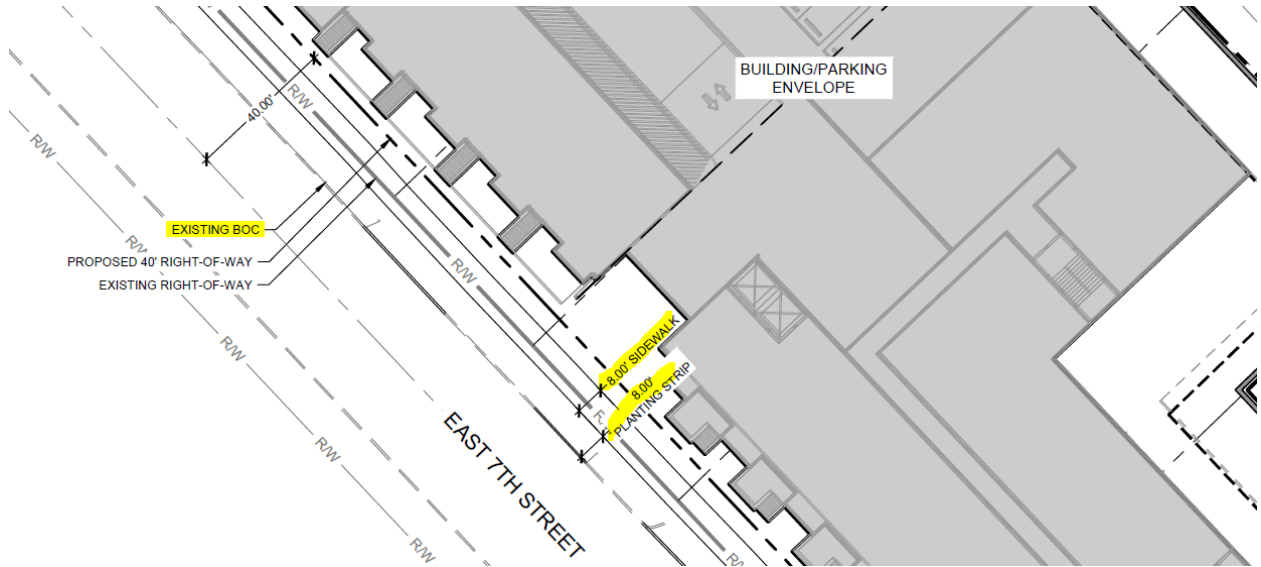 BUILDING/PARKING
ENVELOPE
40.00'
R/W
R/W
EXISTING BOC
R/W
PROPOSED 40' RIGHT-OF-WAY
R/W
EXISTING RIGHT-OF-WAY
8.00' SIDEWALK
R/W
8.00'
PLANTING STRIP
R/
EAST 7TH STREET
R/W
R/W
R/W